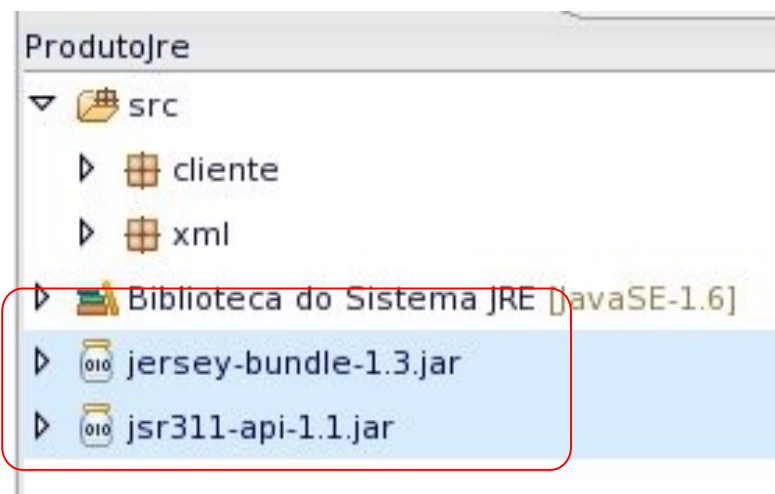 ProdutoJre
src
cliente
xml
Biblioteca do Sistema JRE [JavaSE-1.6]
jersey-bundle-1.3.jar
jsr311-api-1.1.jar